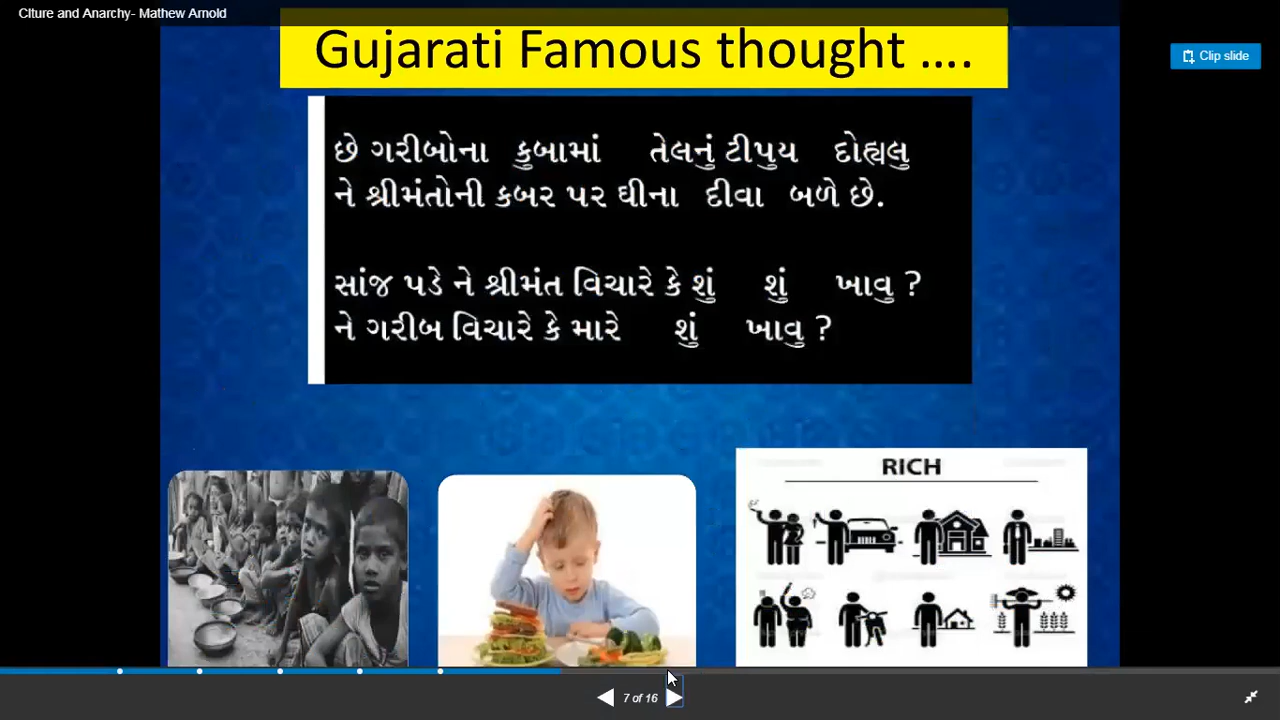 Clture and Anarchy- Mathew Arnold
Gujarati Famous thought ....
Clip slide
છે ગરીબોના કુબામાં તેલનું ટીપુય દોહ્યલુ
ને શ્રીમંતોની કબર પર ઘીના દીવા બળે છે.
સાંજ પડે ને શ્રીમંત વિચારે કે શું શું ખાવુ ?
ને ગરીબ વિચારે કે મારે શું ખાવુ ?
RICH
7 of 16